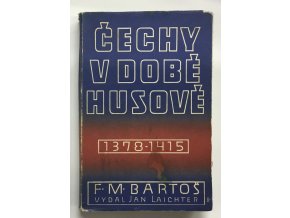 ČECHY
V DOBĚ
HUSOVĚ
1378-1415
F·M·BARTOŠ
VYDAL JAN LAICHTER